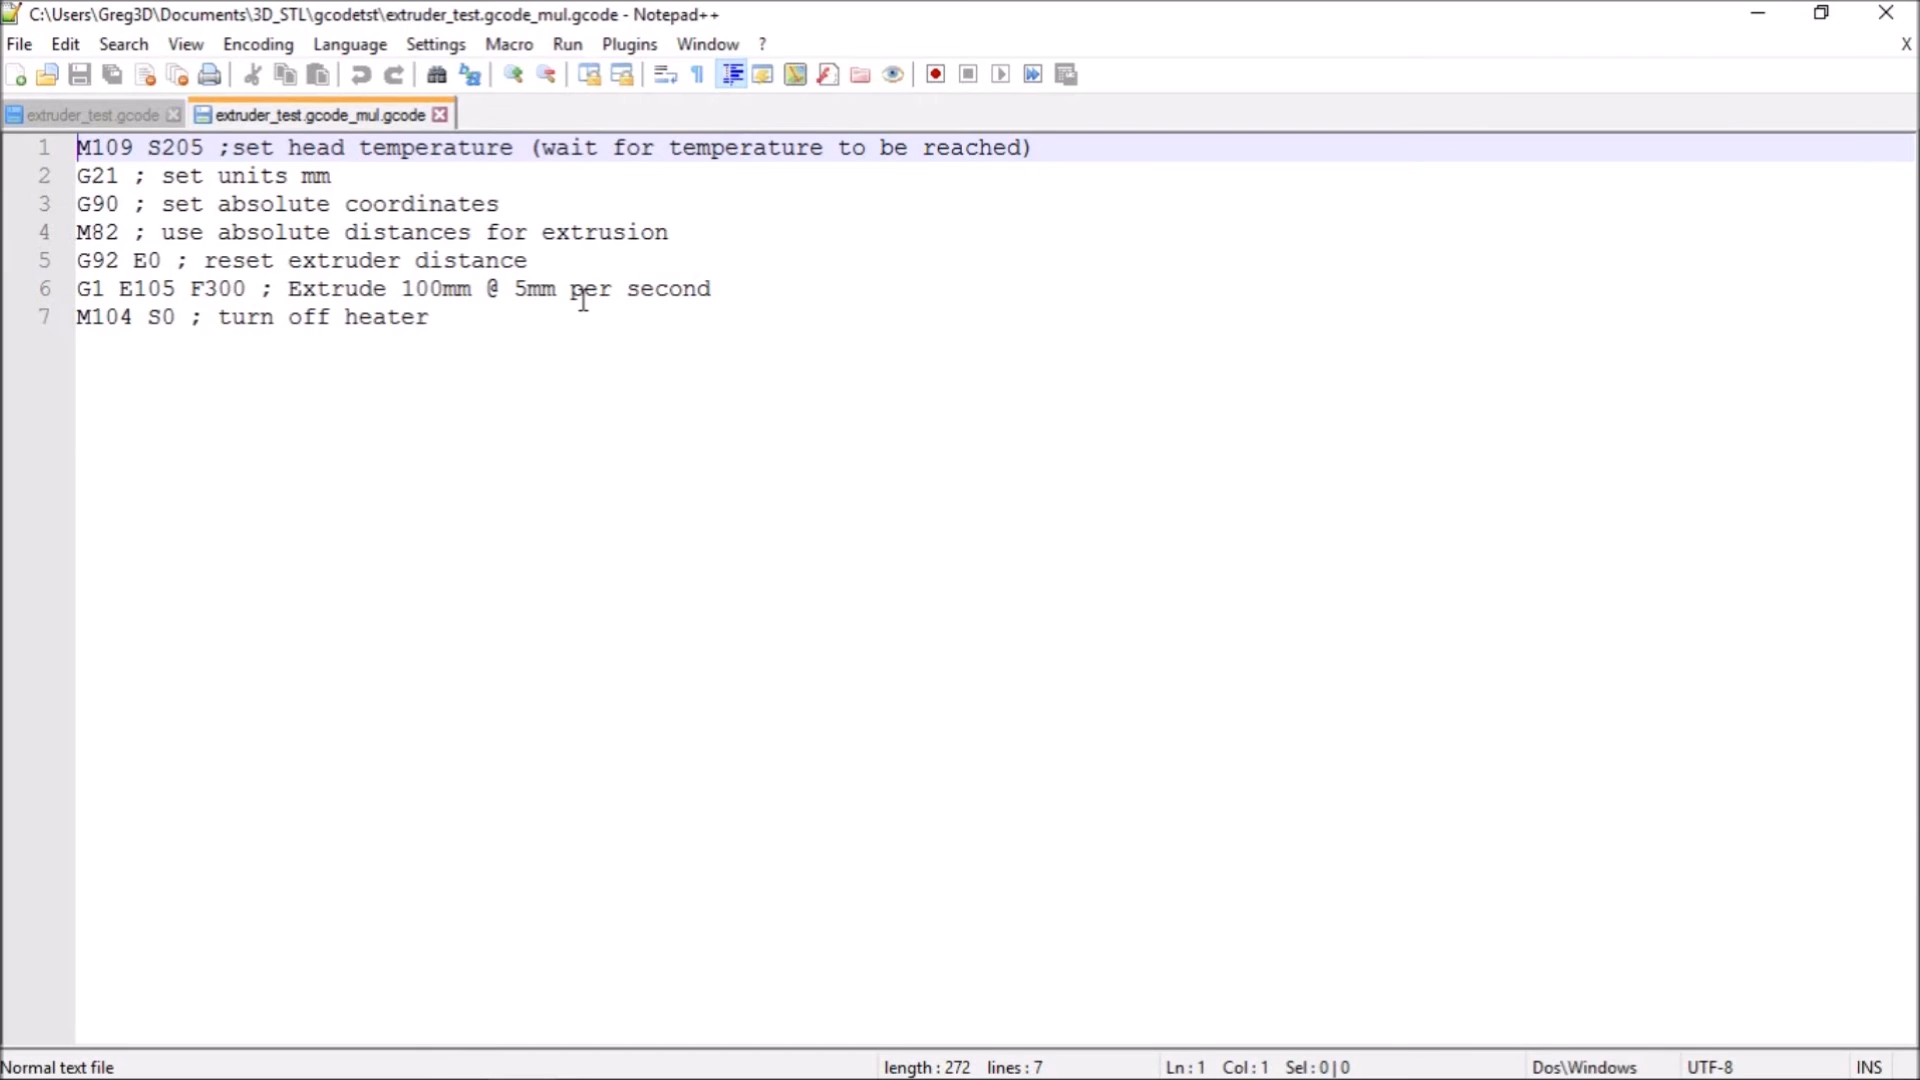 C:\Users\Greg3D\Documents\3D_STL\gcodetst\extruder_test.gcode_mul.gcode - Notepad++
File Edit Search View Encoding Language Settings Macro Run Plugins Window ? X
extruder_test.gcode extruder_test.gcode_mul.gcode
1 M109 S205 ;set head temperature (wait for temperature to be reached)
2 G21 ; set units mm
3 G90 ; set absolute coordinates
4 M82 ; use absolute distances for extrusion
5 G92 E0 ; reset extruder distance
6 G1 E105 F300 ; Extrude 100mm @ 5mm per second
7 M104 S0 ; turn off heater
Normal text file length : 272 lines : 7 Ln : 1 Col : 1 Sel : 0 | 0 Dos\Windows UTF-8 INS